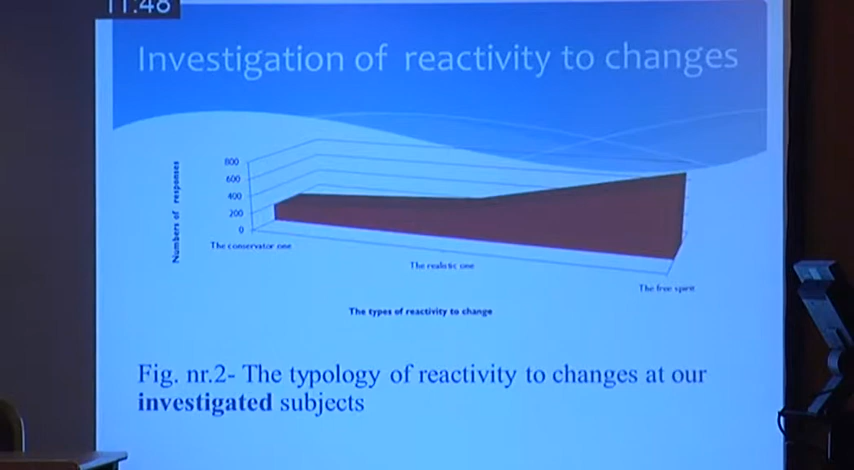 11:48
Investigation of reactivity to changes
800
600
400
200
0
Numbers of responses
The conservator one
The realistic one
The free spirit
The types of reactivity to change
Fig. nr.2- The typology of reactivity to changes at our
investigated subjects